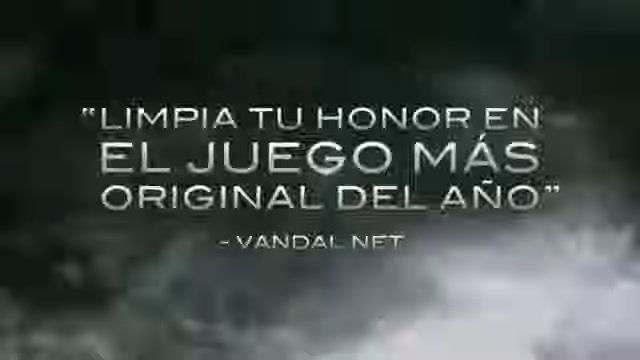 “LIMPIA TU HONOR EN
EL JUEGO MÁS
ORIGINAL DEL AÑO”
- VANDAL NET